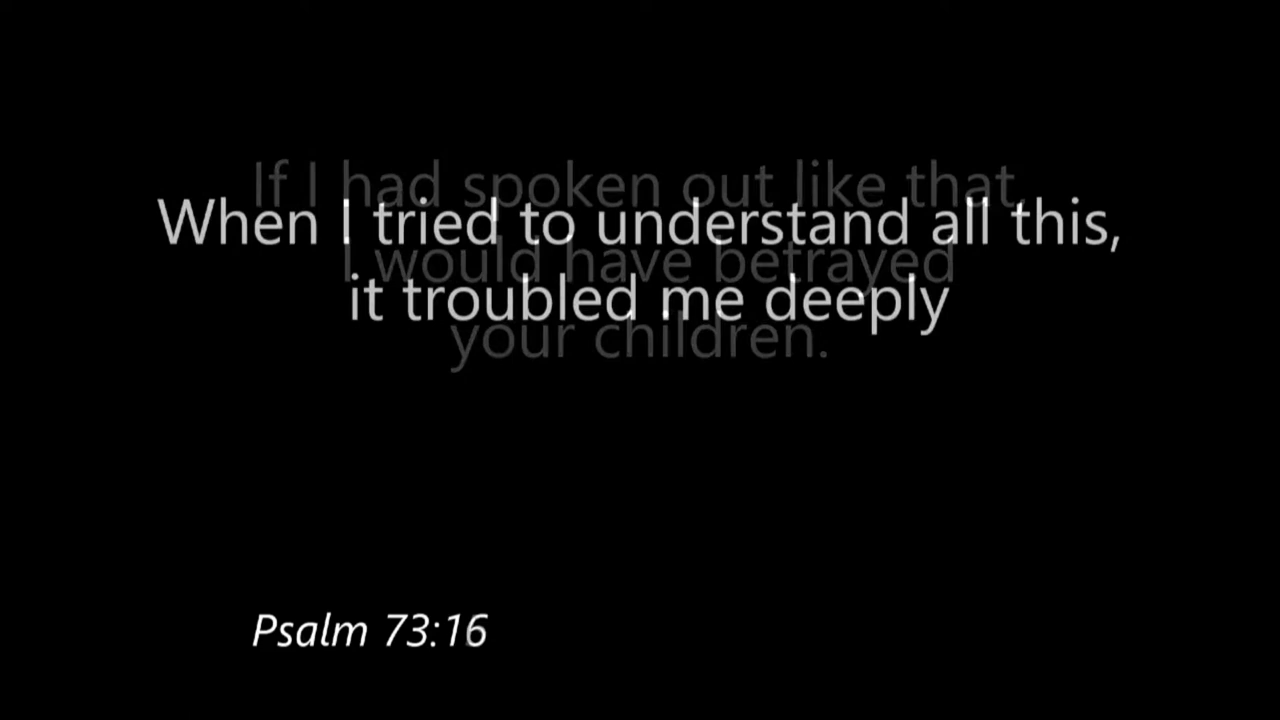 If I had spoken out like that,
When I tried to understand all this,
I would have betrayed
it troubled me deeply
your children.
Psalm 73:16